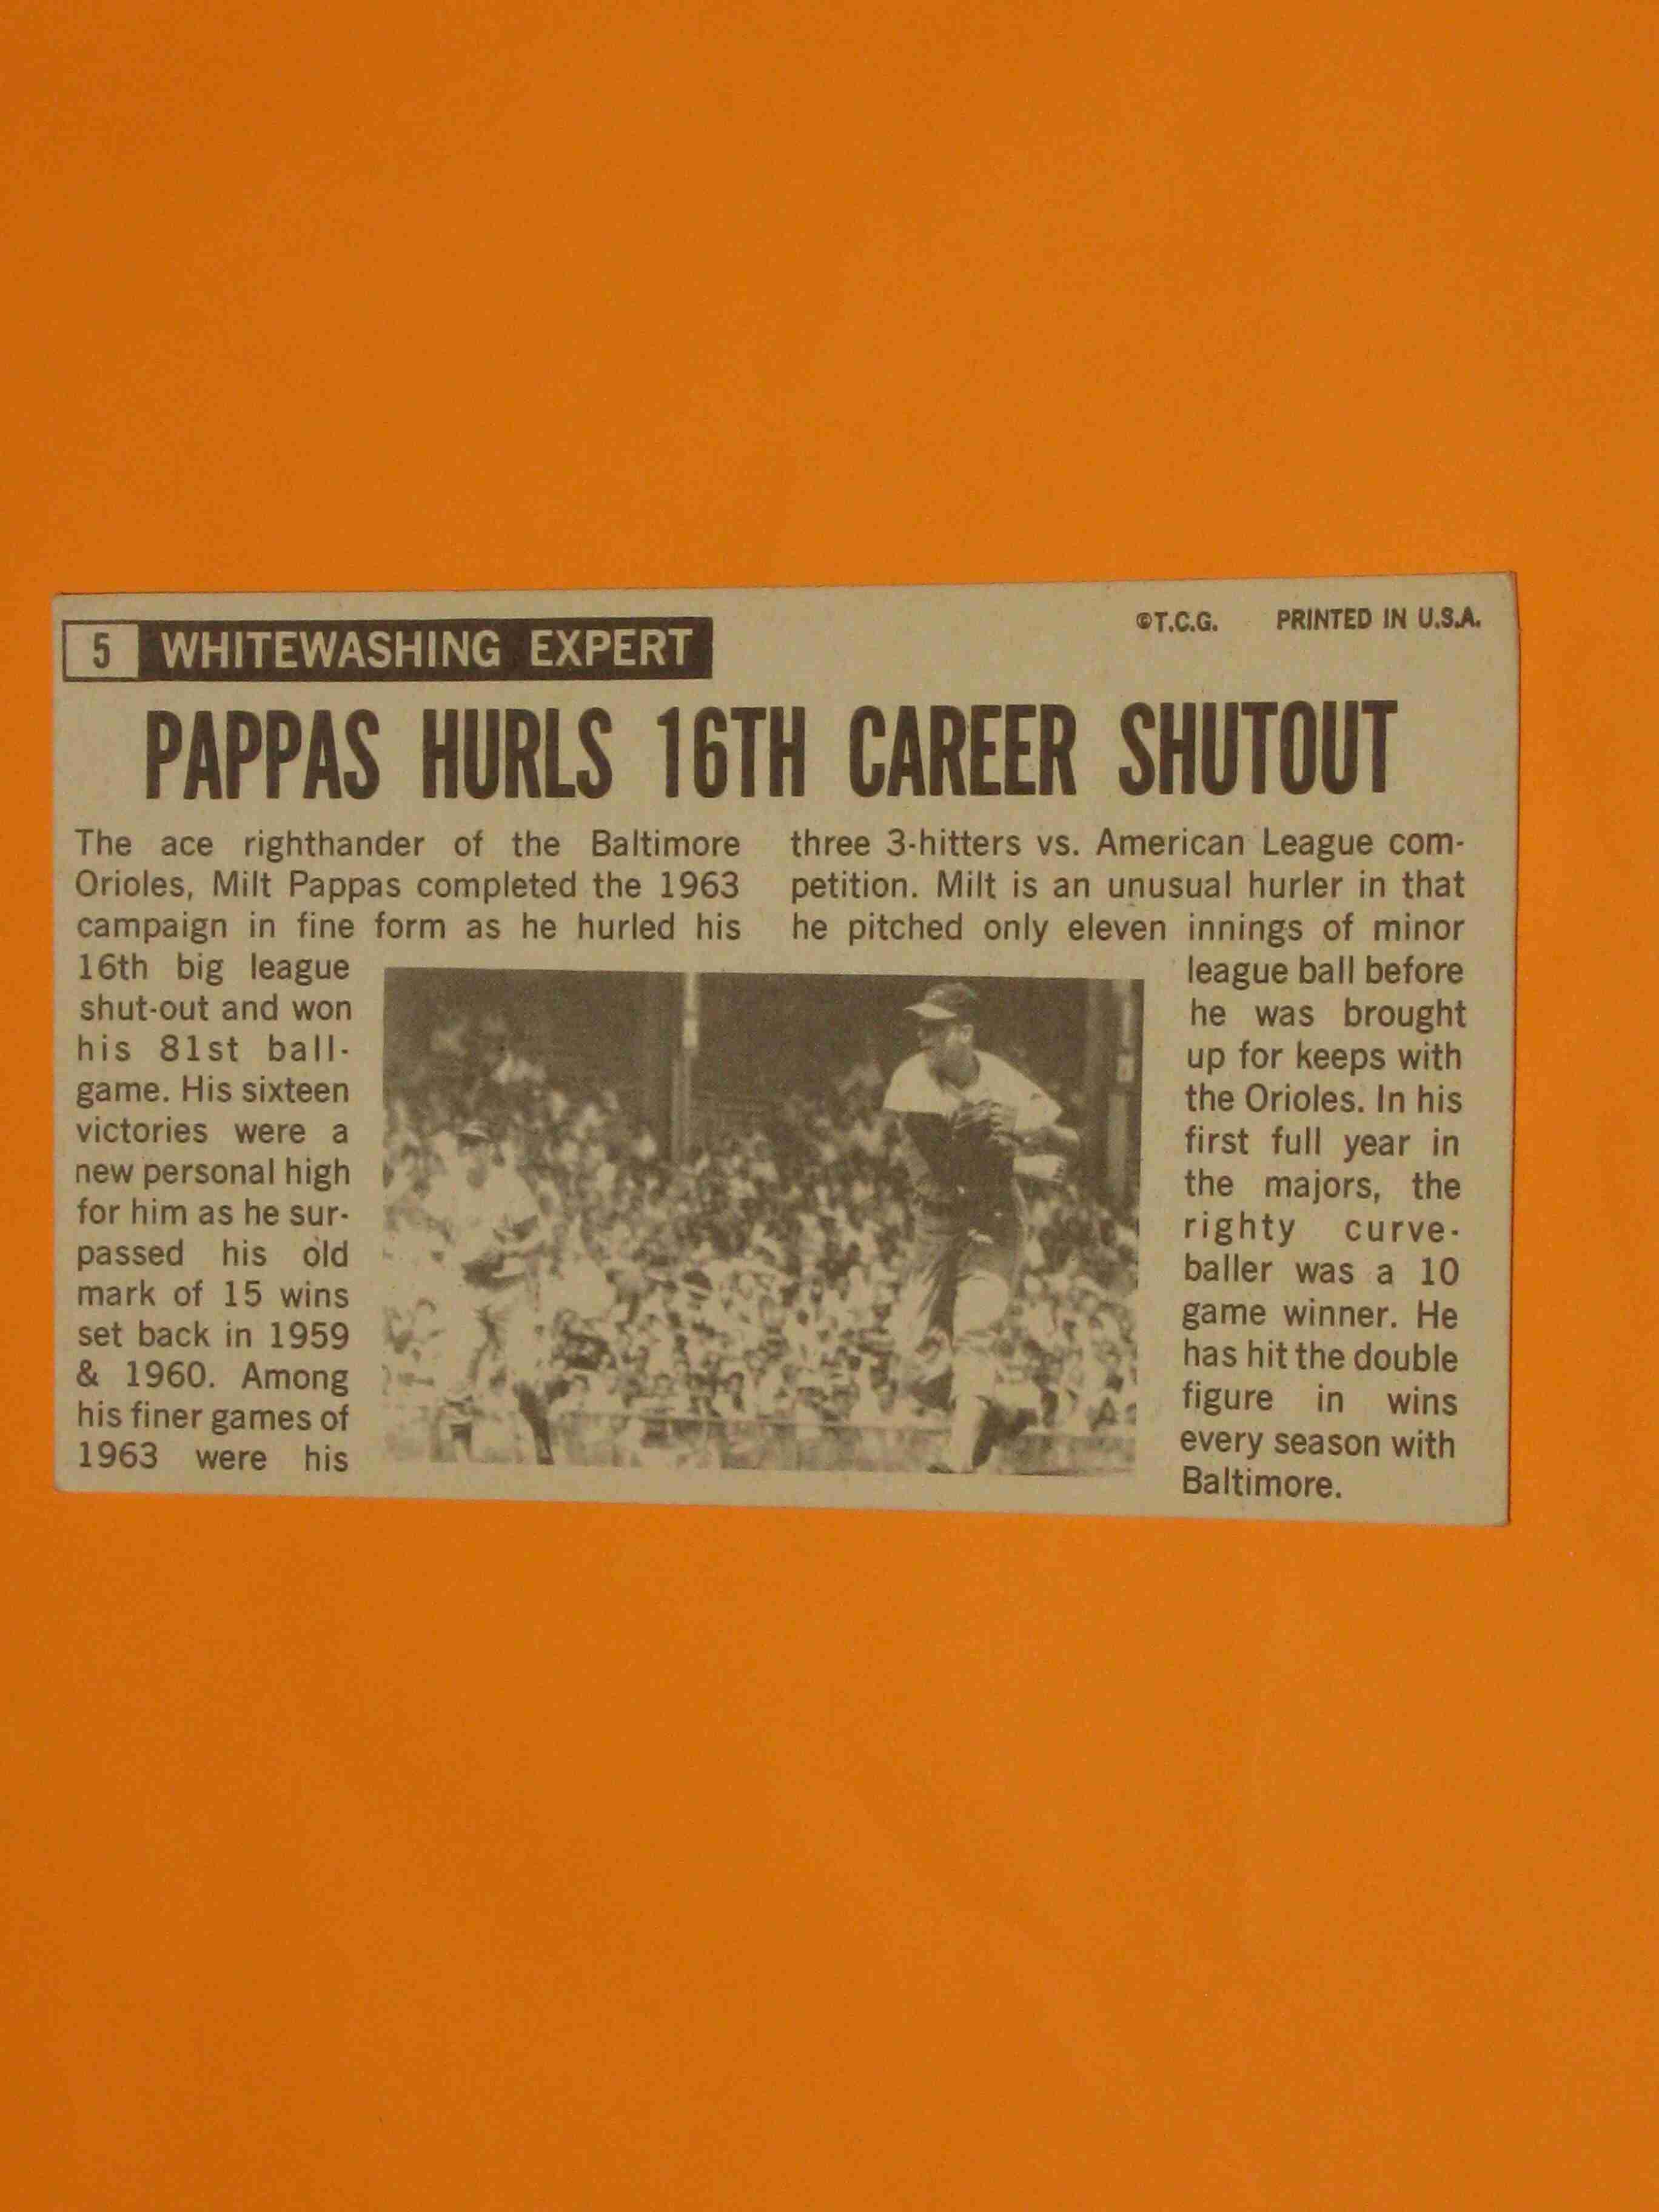 5 WHITEWASHING EXPERT
©T.C.G. PRINTED IN U.S.A.
PAPPAS HURLS 16TH CAREER SHUTOUT
The ace righthander of the Baltimore
Orioles, Milt Pappas completed the 1963
campaign in fine form as he hurled his
16th big league
shut-out and won
his 81st ball-
game. His sixteen
victories were a
new personal high
for him as he sur-
passed his old
mark of 15 wins
set back in 1959
& 1960. Among
his finer games of
1963 were his
three 3-hitters vs. American League com-
petition. Milt is an unusual hurler in that
he pitched only eleven innings of minor
league ball before
he was brought
up for keeps with
the Orioles. In his
first full year in
the majors, the
righty curve-
baller was a 10
game winner. He
has hit the double
figure in wins
every season with
Baltimore.